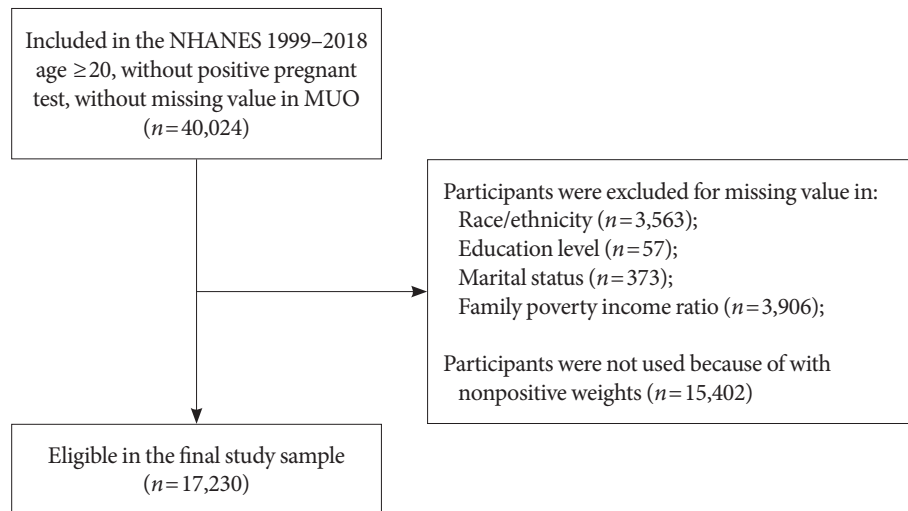 Included in the NHANES 1999–2018
age ≥20, without positive pregnant
test, without missing value in MUO
(n=40,024)
Participants were excluded for missing value in:
Race/ethnicity (n=3,563);
Education level (n=57);
Marital status (n=373);
Family poverty income ratio (n=3,906);
Participants were not used because of with
nonpositive weights (n=15,402)
Eligible in the final study sample
(n=17,230)